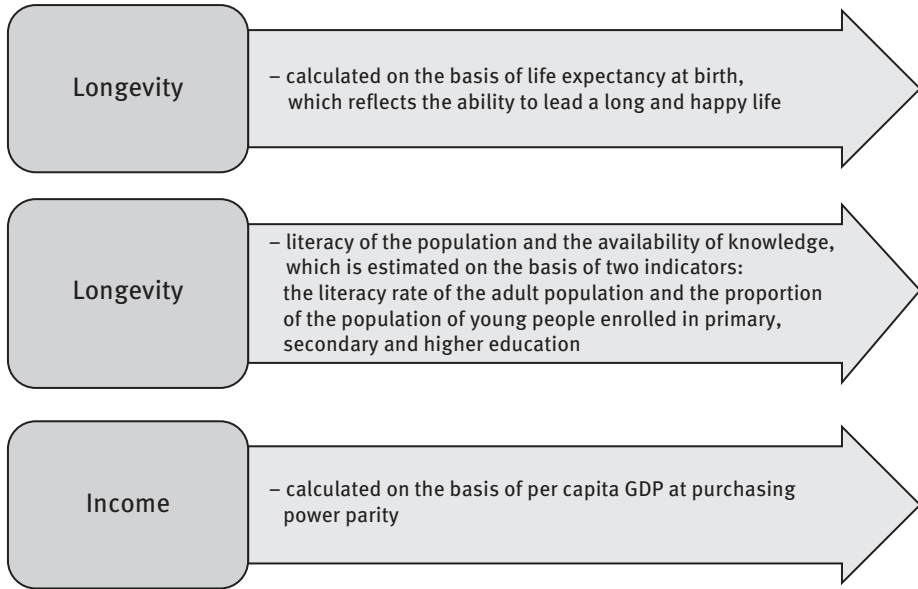 Longevity
– calculated on the basis of life expectancy at birth,
which reflects the ability to lead a long and happy life
Longevity
– literacy of the population and the availability of knowledge,
which is estimated on the basis of two indicators:
the literacy rate of the adult population and the proportion
of the population of young people enrolled in primary,
secondary and higher education
Income
– calculated on the basis of per capita GDP at purchasing
power parity